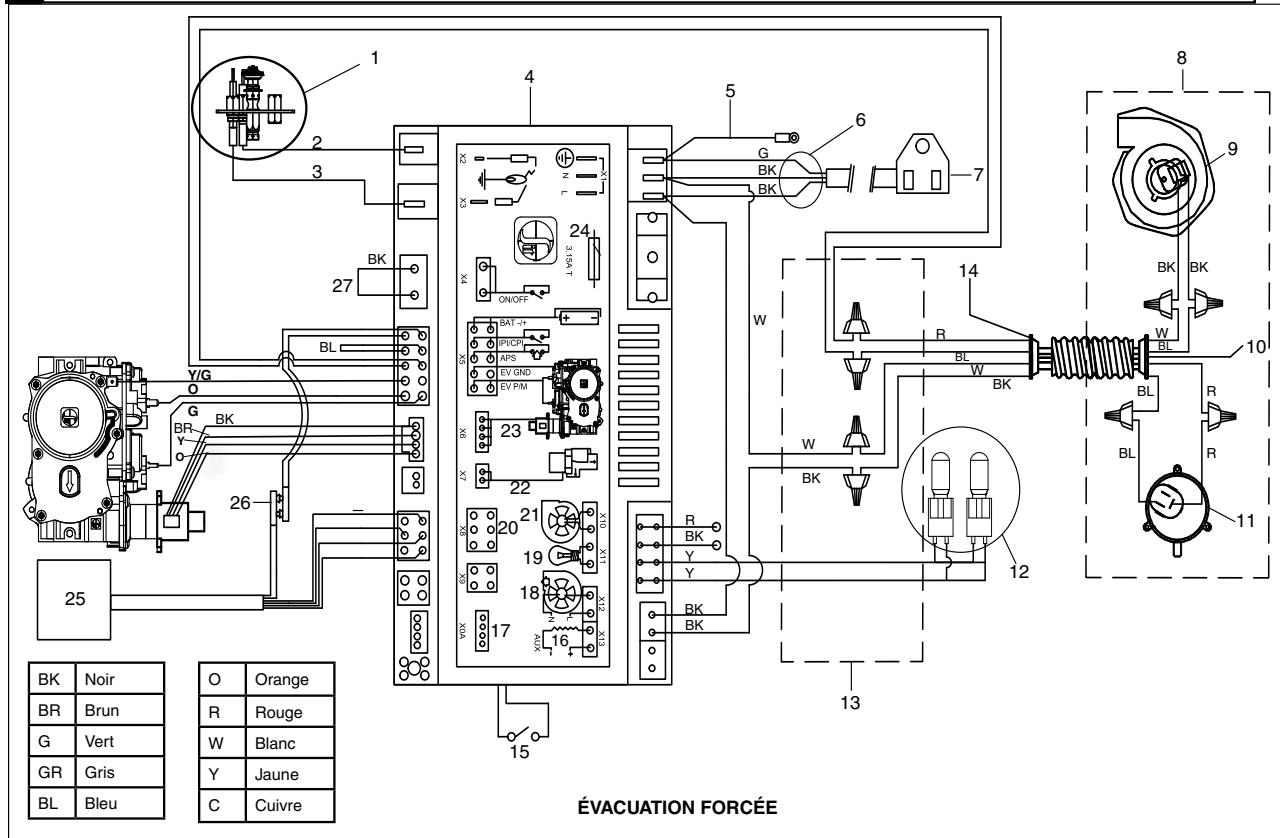 1
2
3
4
5
6
7
8
9
10
11
12
13
14
15
16
17
18
19
20
21
22
23
24
25
26
27
X2
X3
X1
N
L
3.15A T
X4
ON/OFF
BAT -/+
IPI/CPI
APS
EV GND
EV P/M
X5
X6
X7
X8
X9
X0A
X10
X11
X12
X13
N
L
AUX
- +
G
BK
BK
BK
BL
Y/G
O
G
BK
BR
Y
O
W
R
BL
W
BK
W
BK
R
BK
Y
Y
BK
BK
BK
BK
W
BL
BL
R
BL
R
BK Noir
BR Brun
G Vert
GR Gris
BL Bleu
O Orange
R Rouge
W Blanc
Y Jaune
C Cuivre
ÉVACUATION FORCÉE